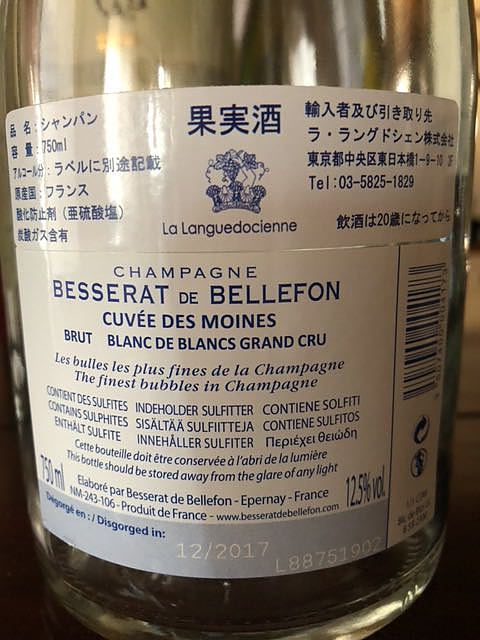 品 名：シャンパン
容 量：750ml
アルコール分：ラベルに別途記載
原産国：フランス
酸化防止剤（亜硫酸塩）
炭酸ガス含有
果実酒
La Languedocienne
輸入者及び引き取り先
ラ・ラングドシェン株式会社
東京都中央区東日本橋1-9-10 3F
Tel:03-5825-1829
飲酒は20歳になってから
CHAMPAGNE
BESSERAT DE BELLEFON
CUVÉE DES MOINES
BRUT BLANC DE BLANCS GRAND CRU
Les bulles les plus fines de la Champagne
The finest bubbles in Champagne
CONTIENT DES SULFITES INDEHOLDER SULFITTER CONTIENE SOLFITI
CONTAINS SULPHITES SISÄLTÄÄ SULFIITTEJA CONTIENE SULFITOS
ENTHÄLT SULFITE INNEHÅLLER SULFITER Περιέχει θειώδη
Cette bouteille doit être conservée à l'abri de la lumière
This bottle should be stored away from the glare of any light
750 ml
Elaboré par Besserat de Bellefon - Epernay - France
NM-243-106 - Produit de France - www.besseratdebellefon.com
12.5% vol.
Dégorgé en : / Disgorged in:
12/2017
L88751902